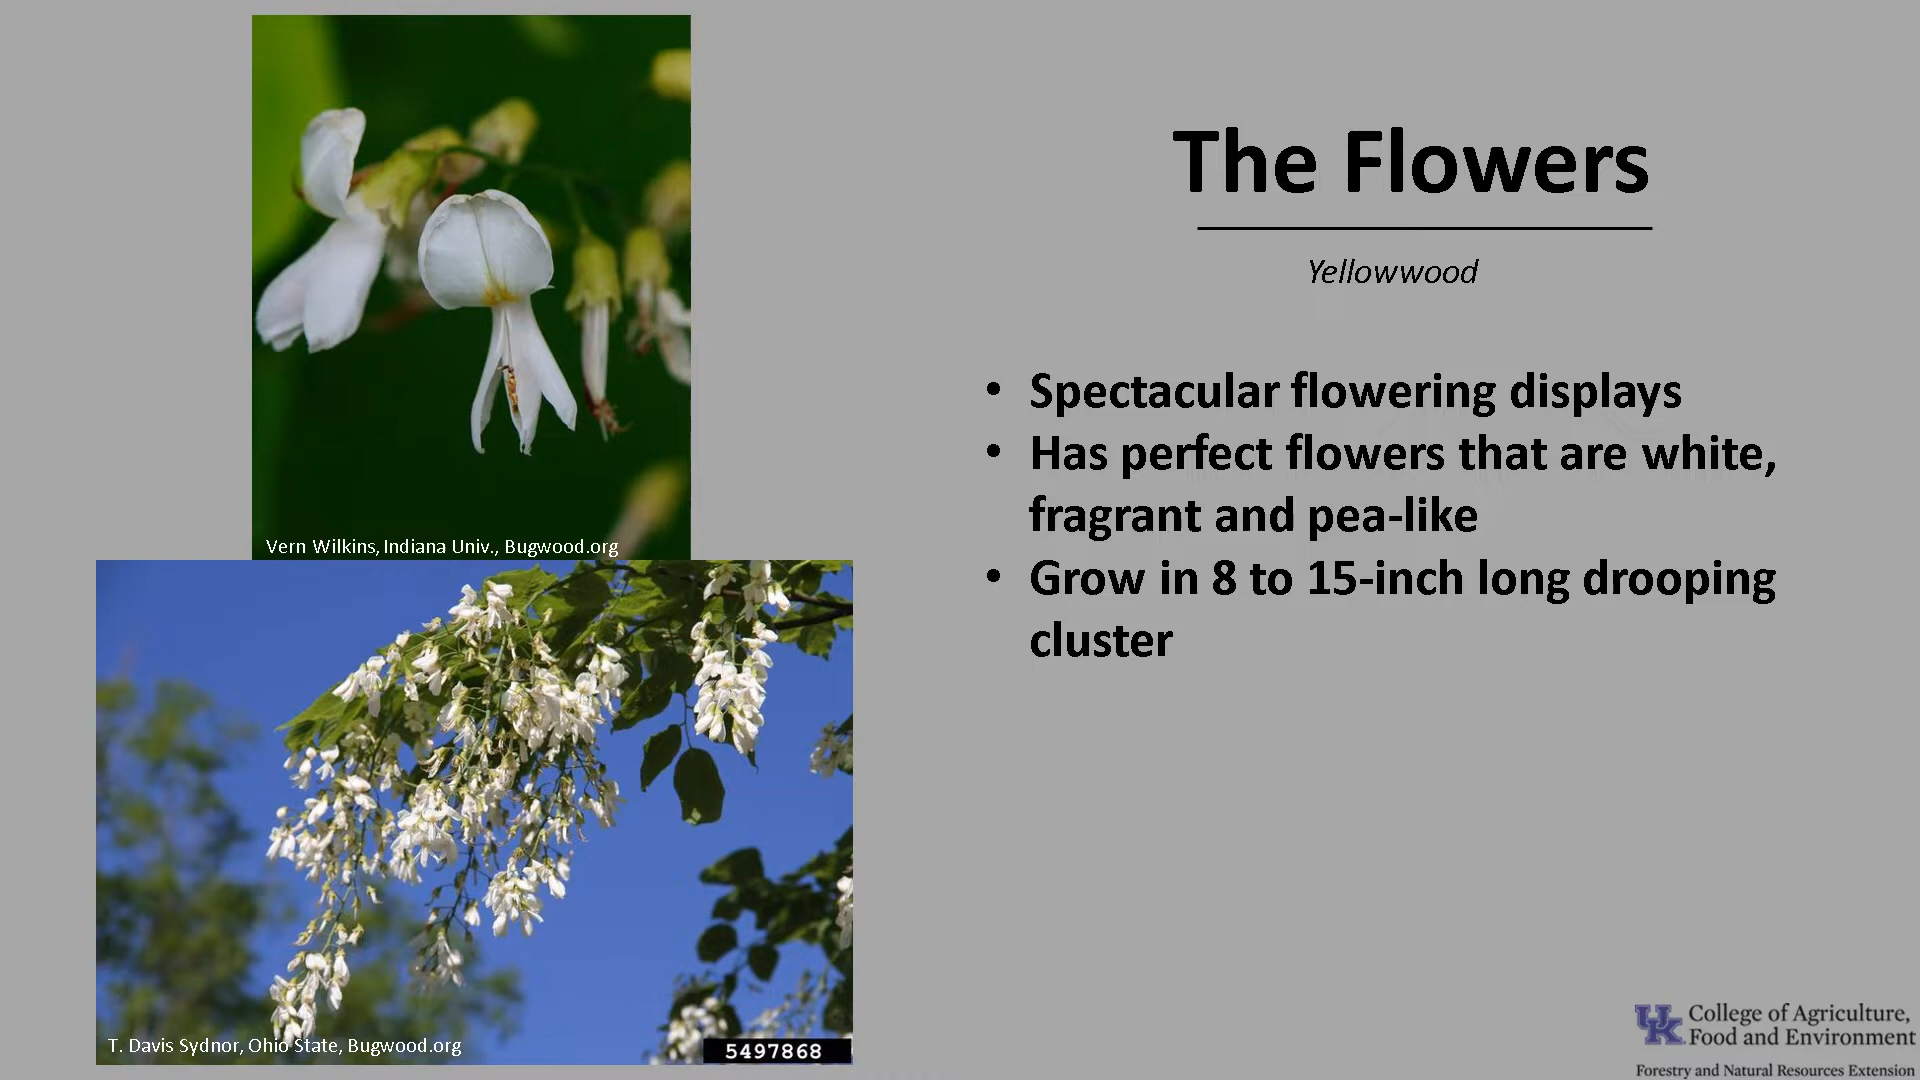 The Flowers
Yellowwood
• Spectacular flowering displays
• Has perfect flowers that are white,
fragrant and pea-like
• Grow in 8 to 15-inch long drooping
cluster
Vern Wilkins, Indiana Univ., Bugwood.org
T. Davis Sydnor, Ohio State, Bugwood.org
5497868
UK College of Agriculture,
Food and Environment
Forestry and Natural Resources Extension